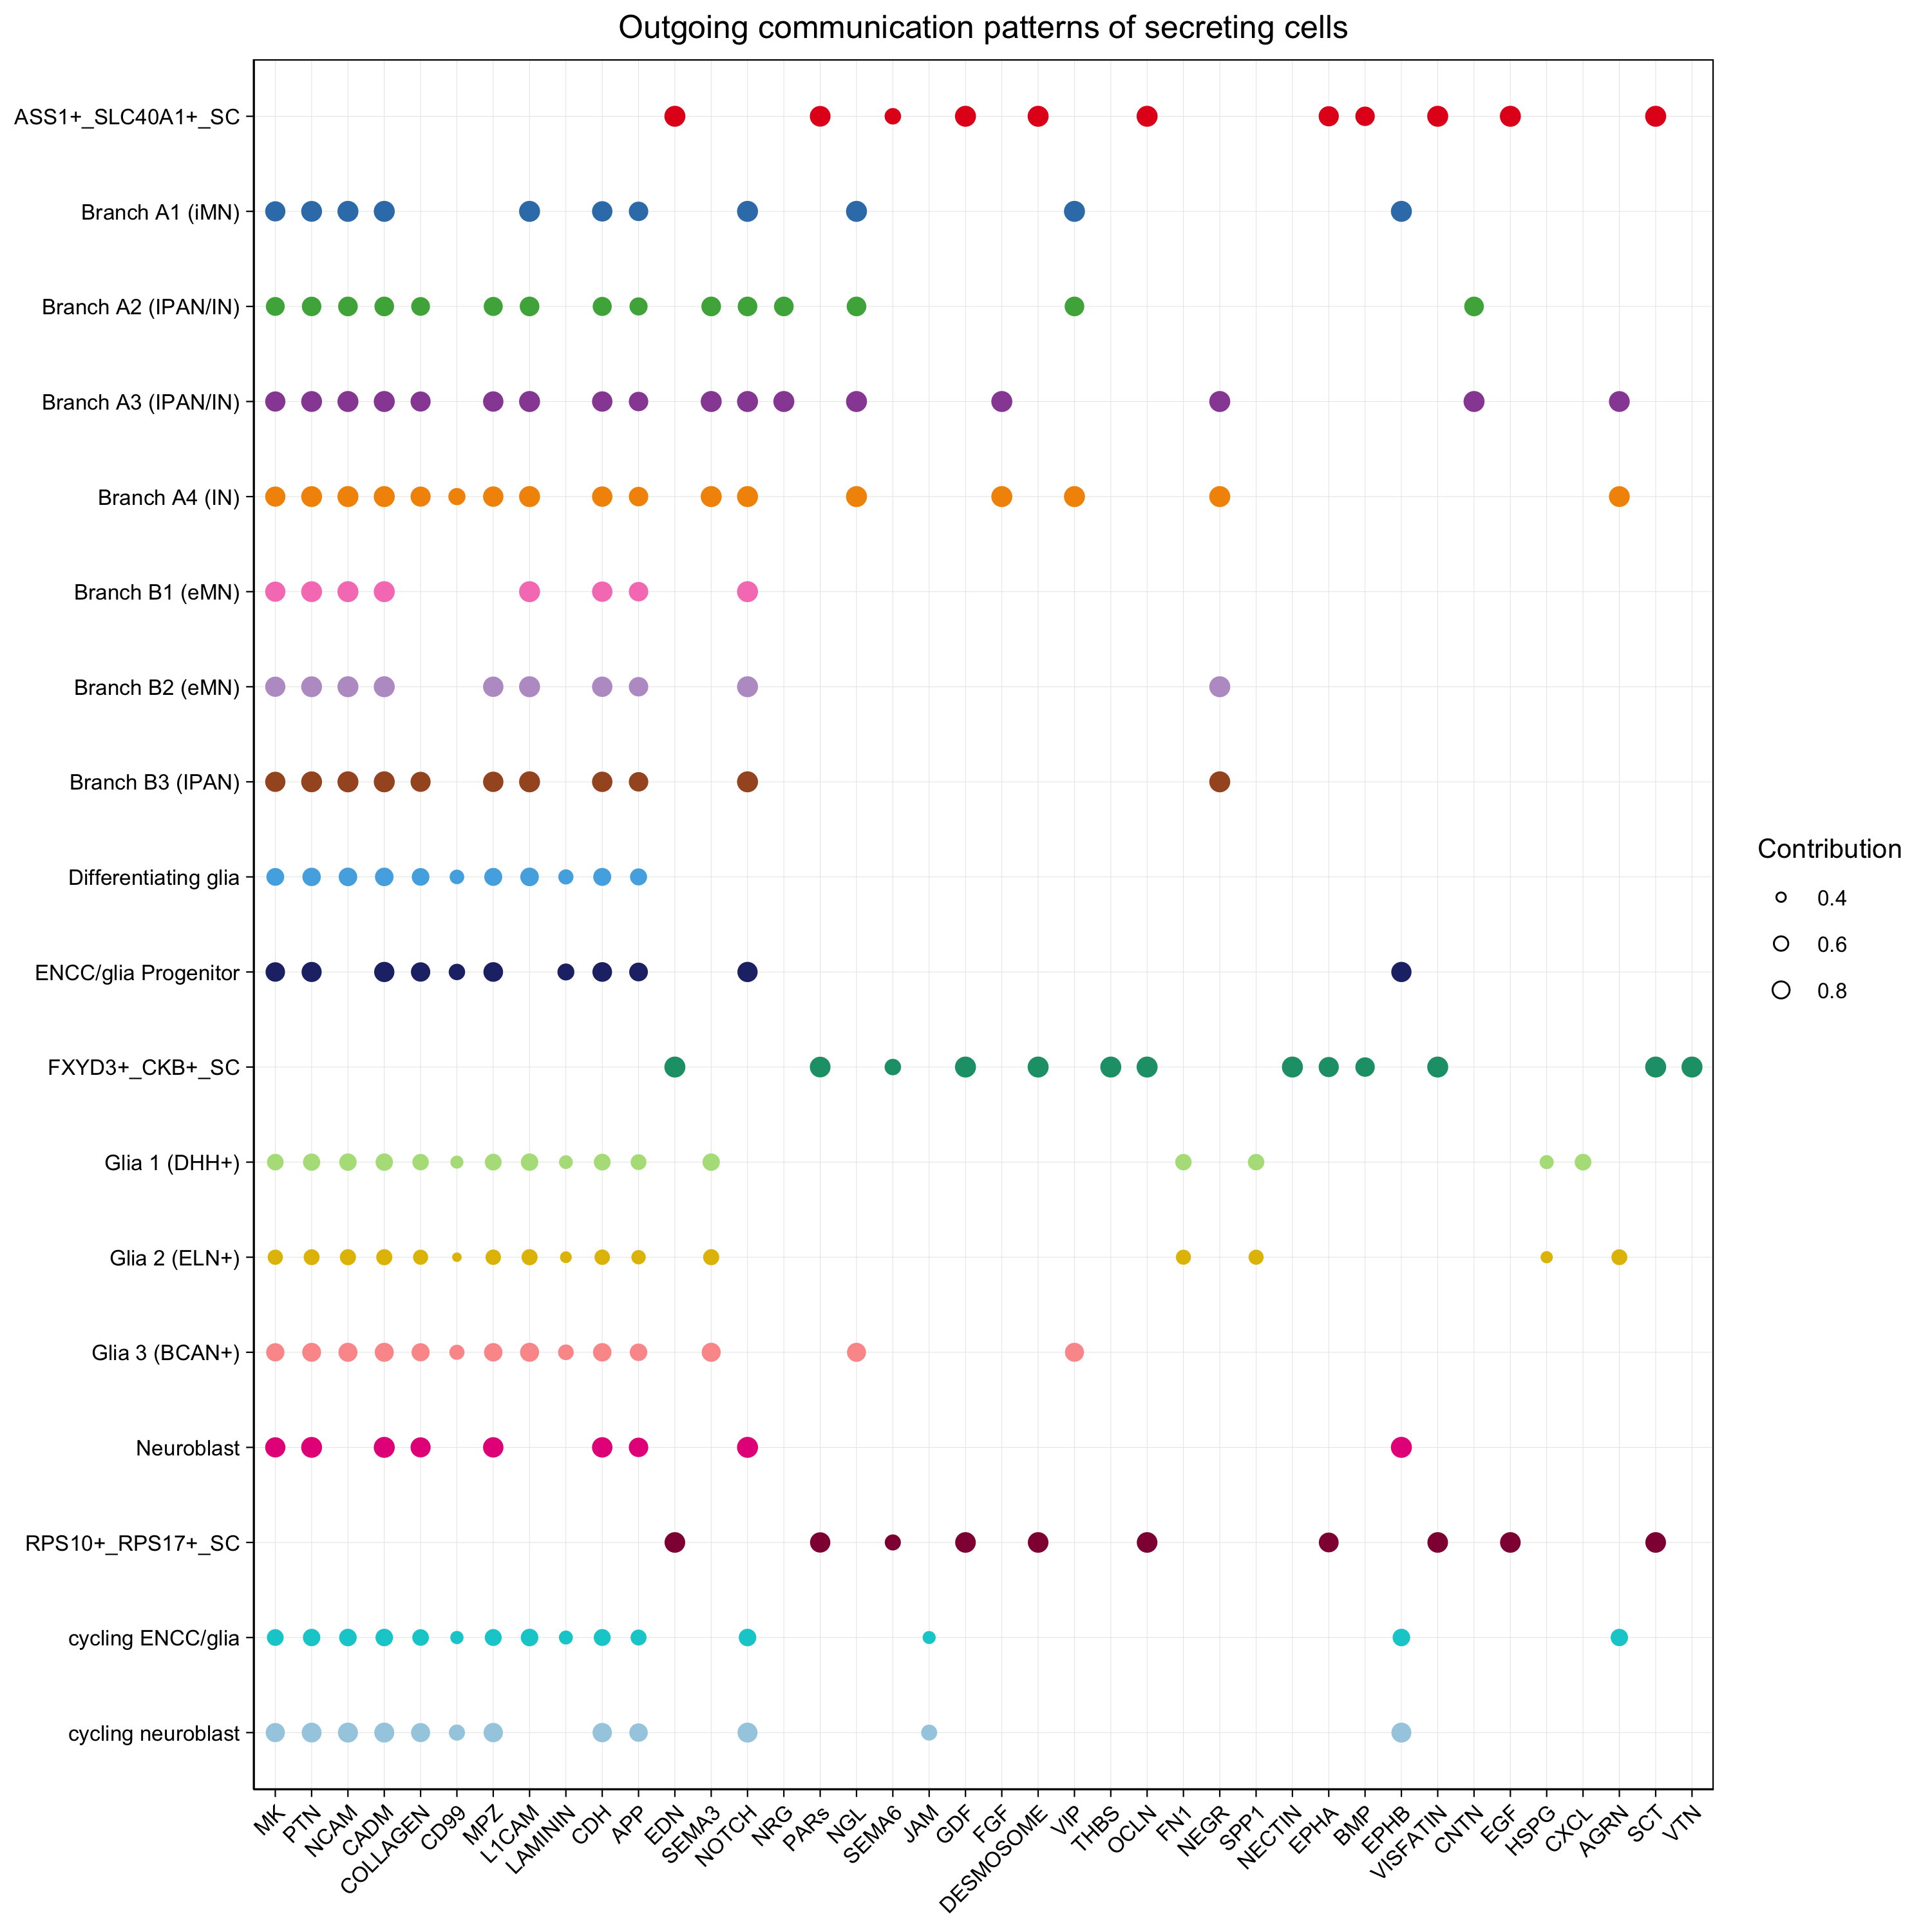 Outgoing communication patterns of secreting cells
ASS1+_SLC40A1+_SC
Branch A1 (iMN)
Branch A2 (IPAN/IN)
Branch A3 (IPAN/IN)
Branch A4 (IN)
Branch B1 (eMN)
Branch B2 (eMN)
Branch B3 (IPAN)
Differentiating glia
ENCC/glia Progenitor
FXYD3+_CKB+_SC
Glia 1 (DHH+)
Glia 2 (ELN+)
Glia 3 (BCAN+)
Neuroblast
RPS10+_RPS17+_SC
cycling ENCC/glia
cycling neuroblast
MK
PTN
NCAM
CADM
COLLAGEN
CD99
MPZ
L1CAM
LAMININ
CDH
APP
EDN
SEMA3
NOTCH
NRG
PARs
NGL
SEMA6
JAM
GDF
FGF
DESMOSOME
VIP
THBS
OCLN
FN1
NEGR
SPP1
NECTIN
EPHA
BMP
EPHB
VISFATIN
CNTN
EGF
HSPG
CXCL
AGRN
SCT
VTN
Contribution
0.4
0.6
0.8